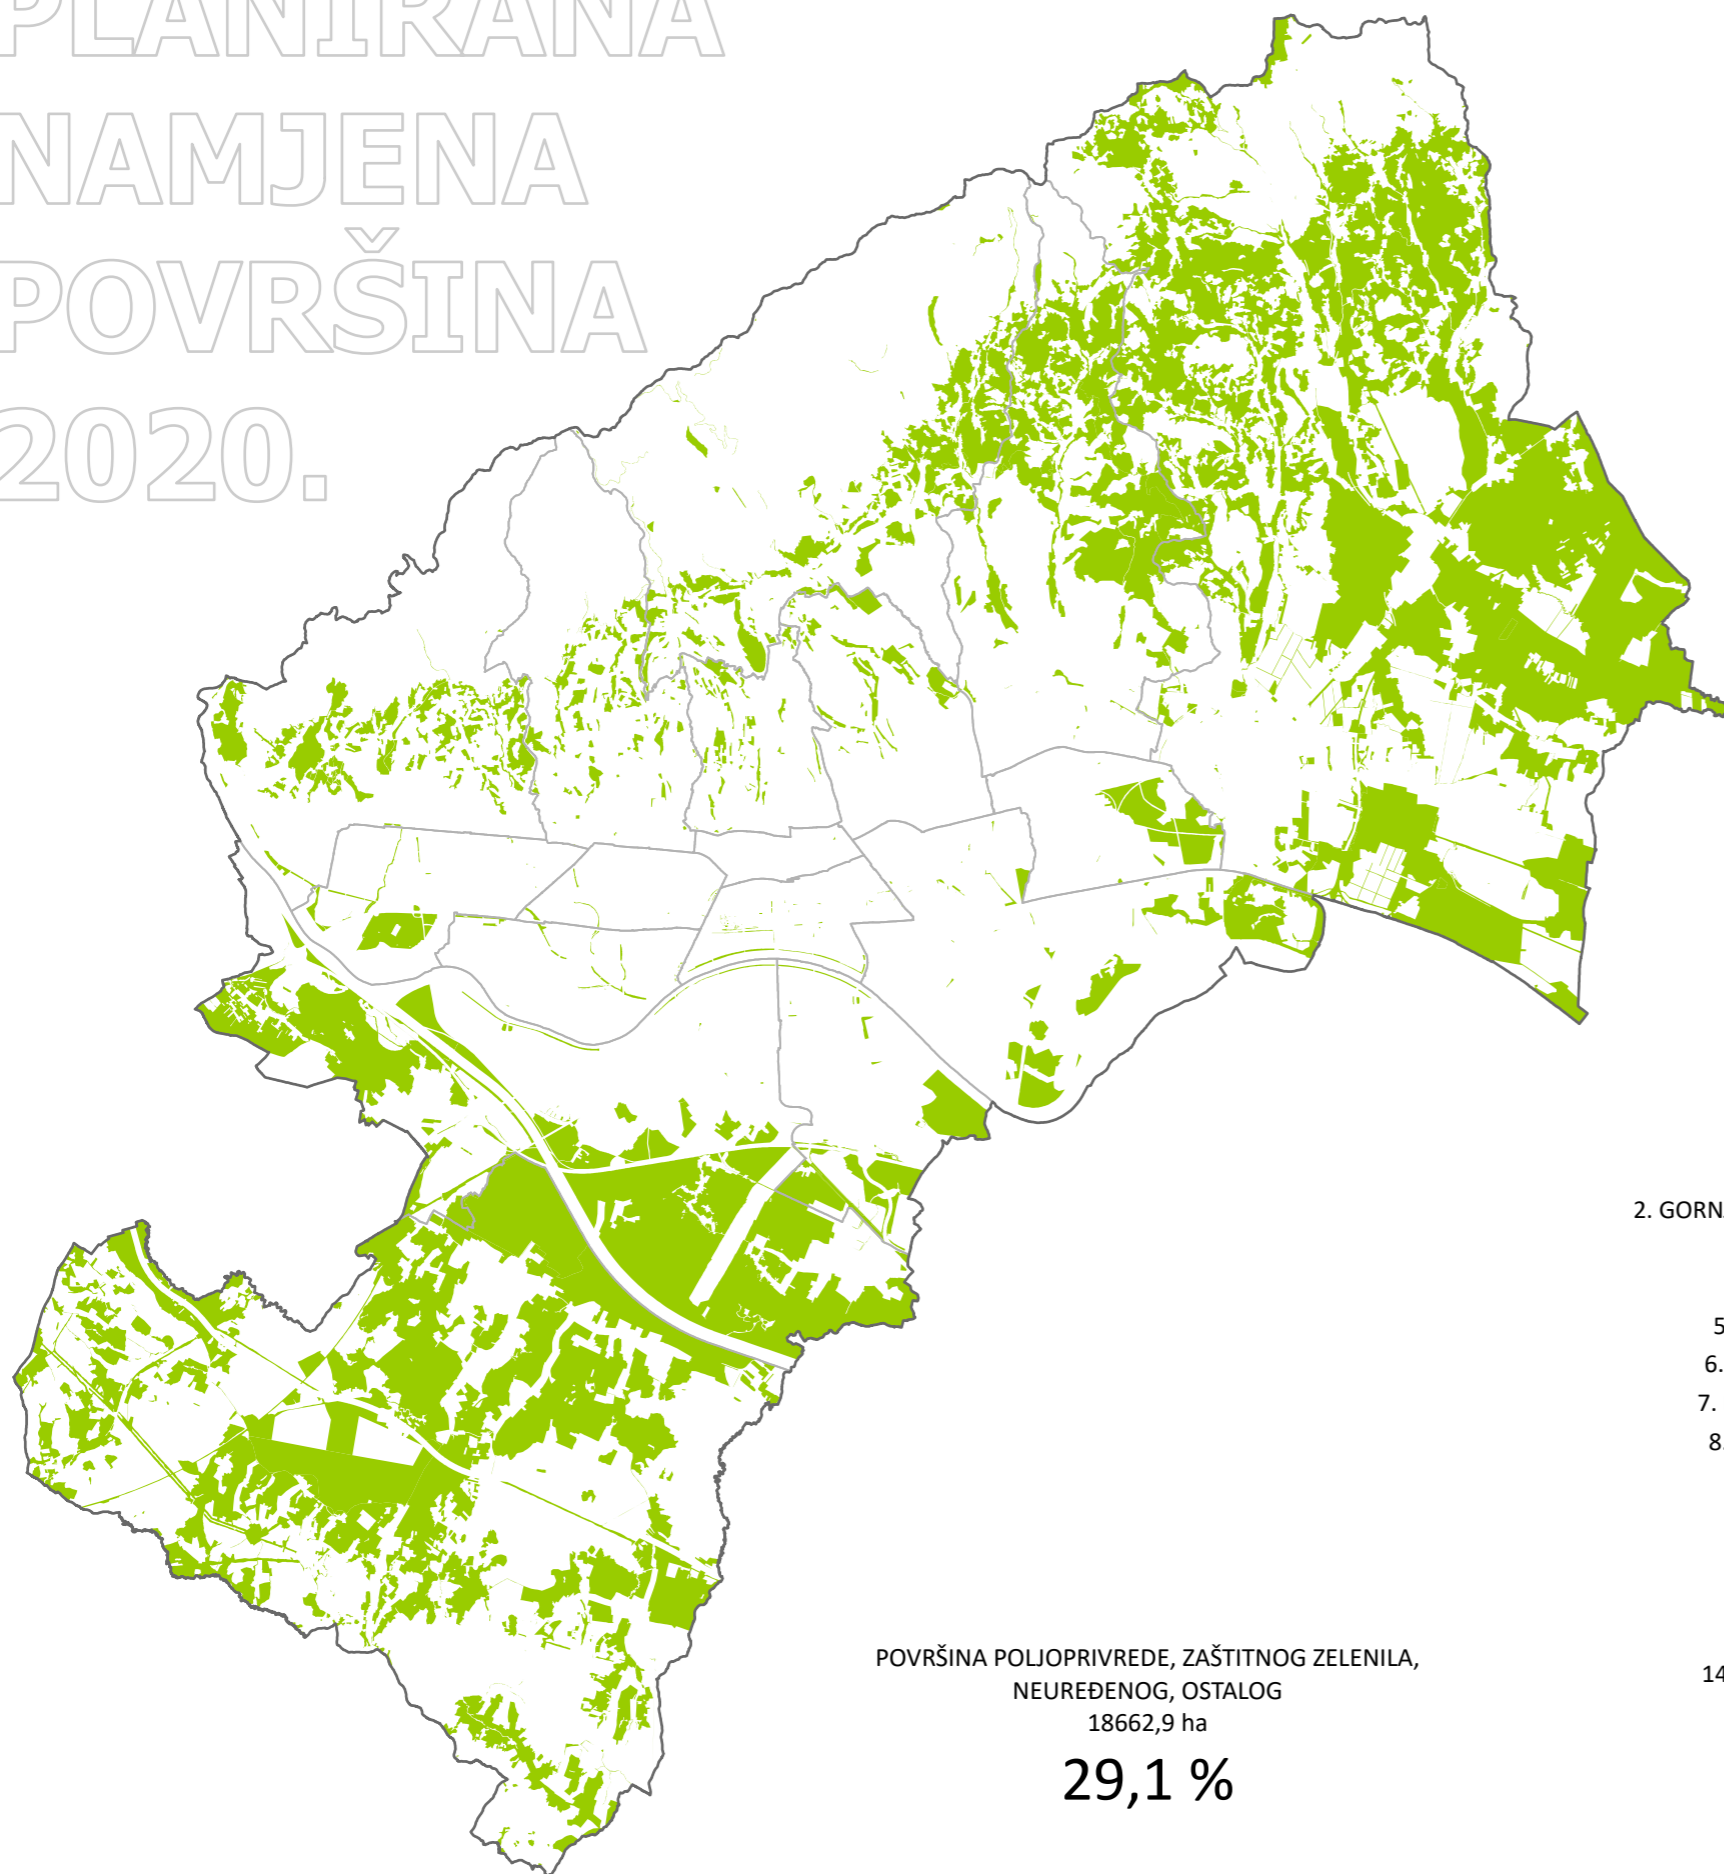 PLANIRANA
NAMJENA
POVRŠINA
2020.
2. GORN
5
6.
7.
8.
14
POVRŠINA POLJOPRIVREDE, ZAŠTITNOG ZELENILA,
NEUREĐENOG, OSTALOG
18662,9 ha
29,1 %